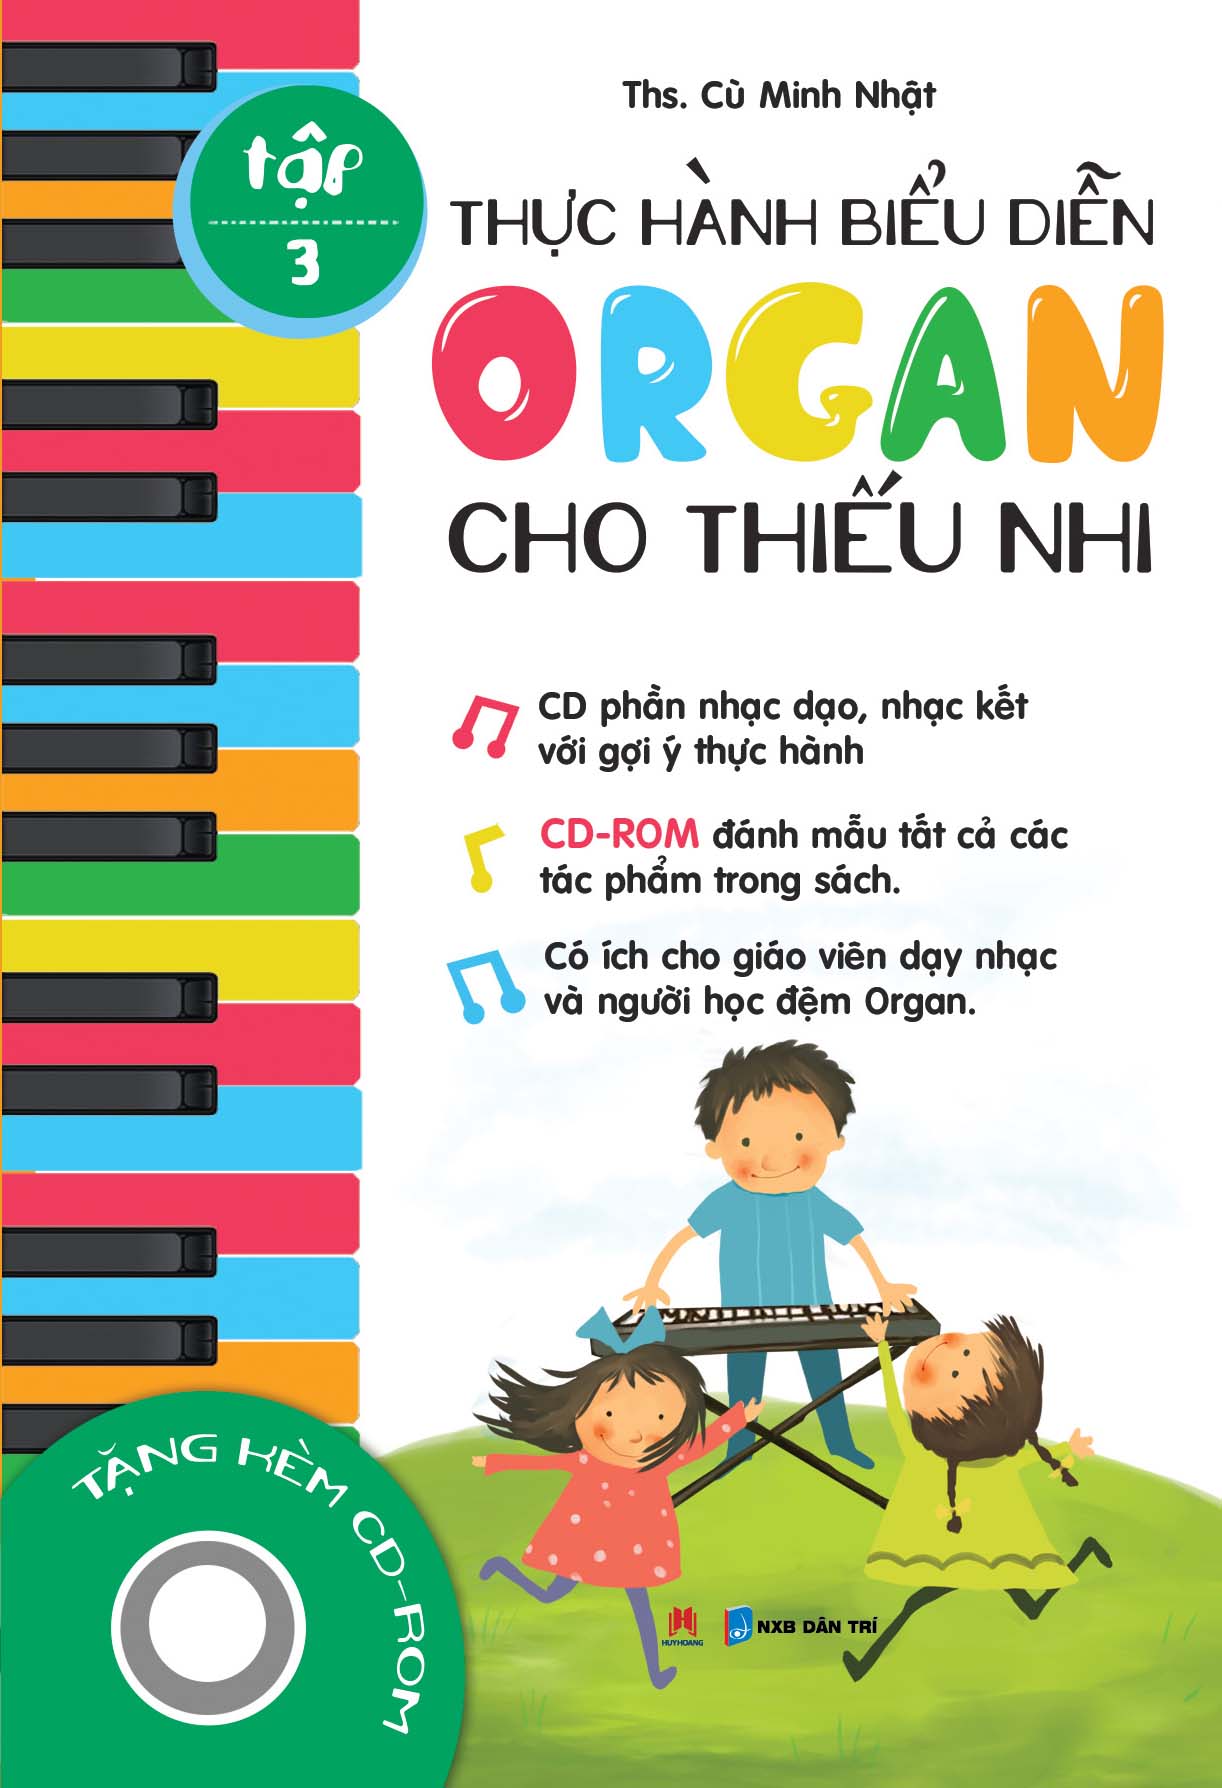 Ths. Cù Minh Nhật
tập
3
THỰC HÀNH BIỂU DIỄN
ORGAN
CHO THIẾU NHI
CD phần nhạc dạo, nhạc kết
với gợi ý thực hành
CD-ROM đánh mẫu tất cả các
tác phẩm trong sách.
Có ích cho giáo viên dạy nhạc
và người học đệm Organ.
TẶNG KÈM CD-ROM
HUYHOANG
NXB DÂN TRÍ